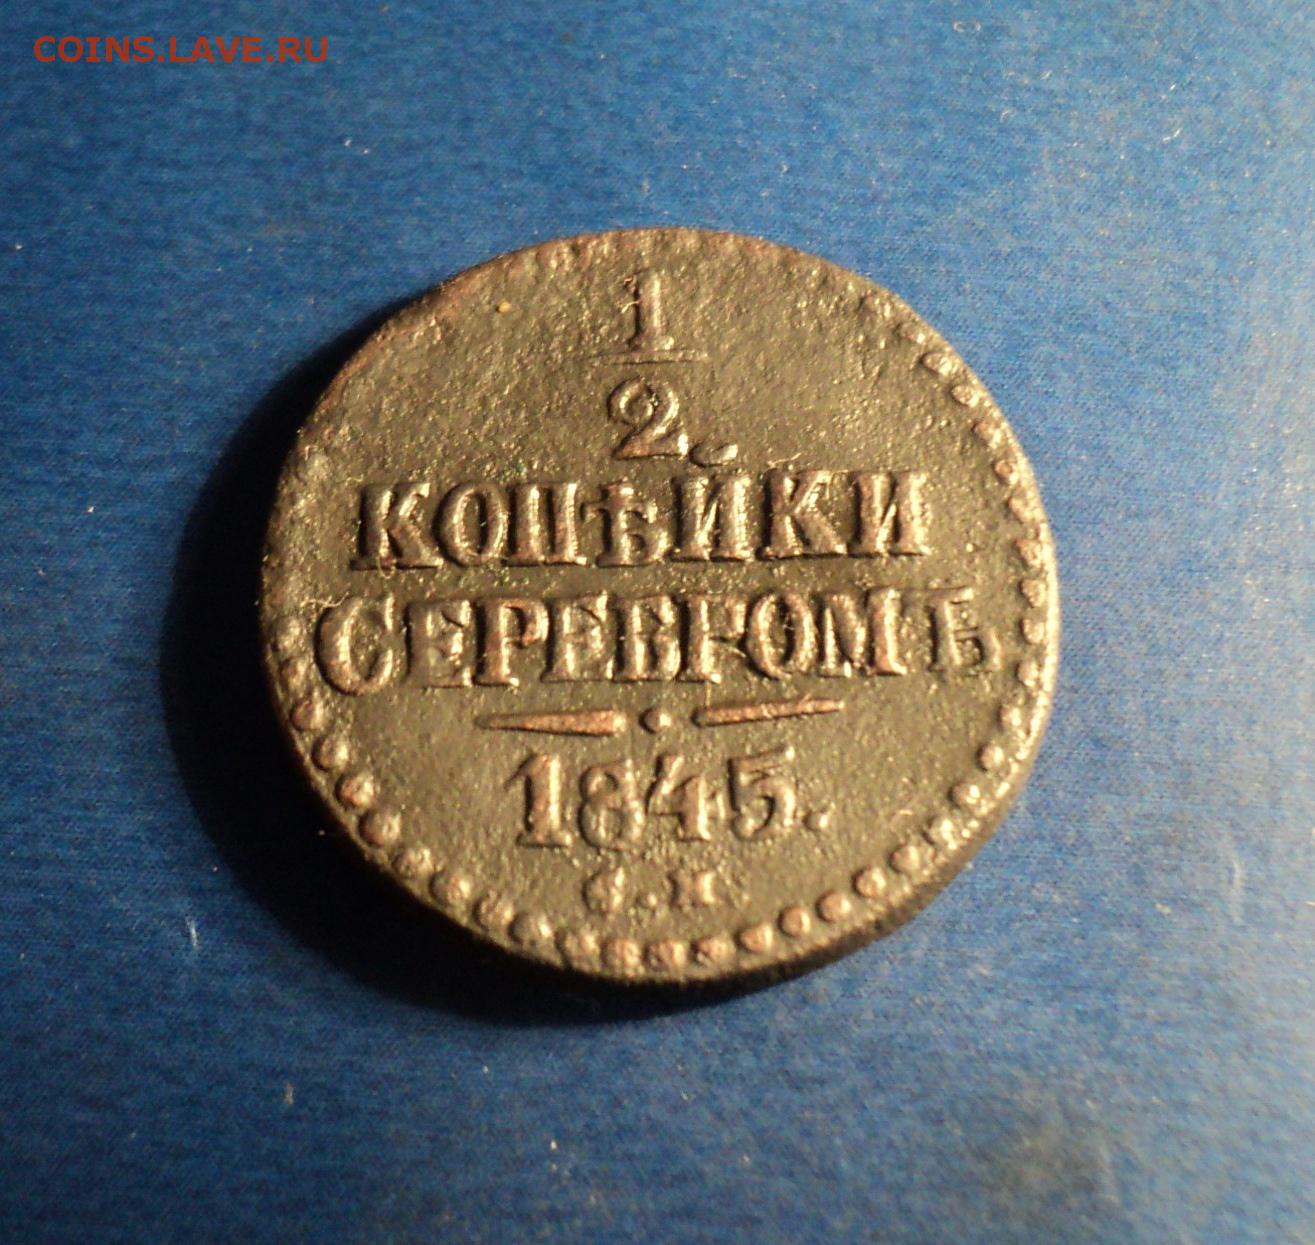 COINS.LAVE.RU
1
2.
КОПѢЙКИ
СЕРЕБРОМЪ
1845.